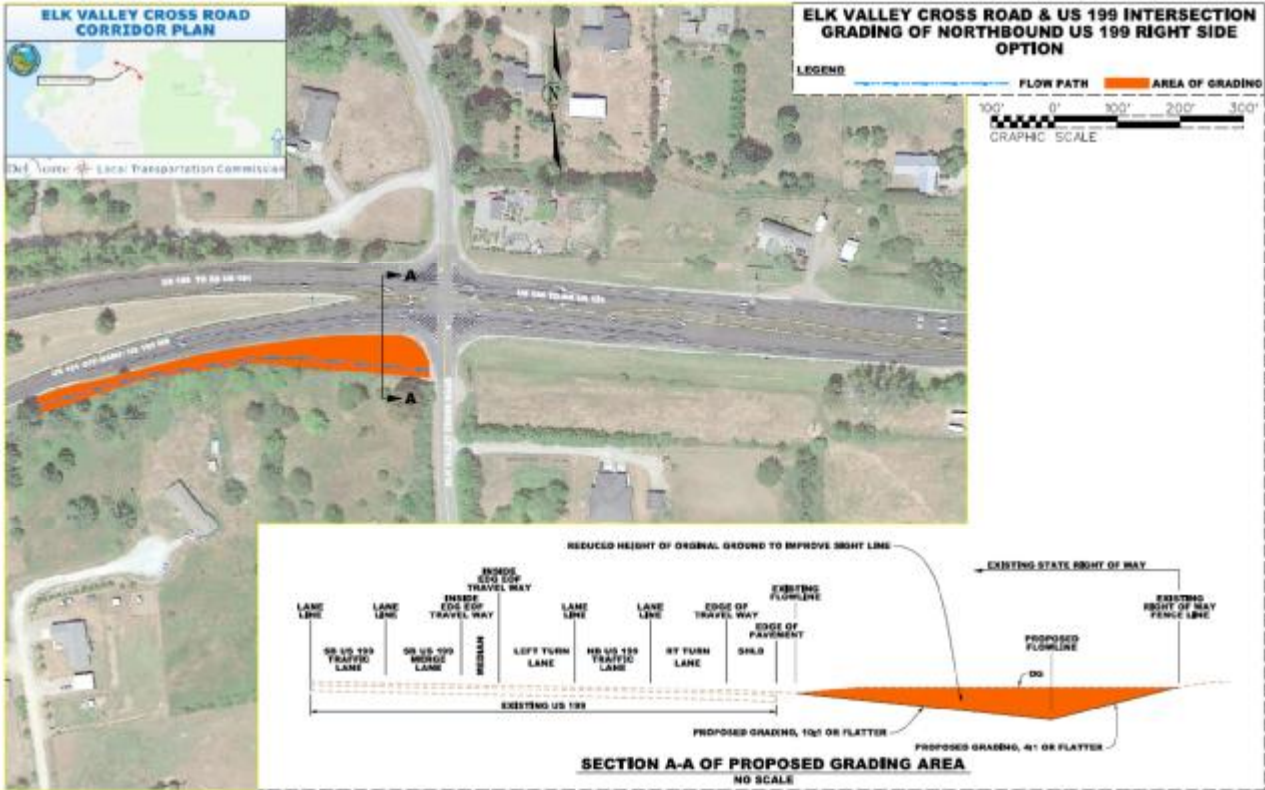 ELK VALLEY CROSS ROAD
CORRIDOR PLAN
Local Transportation Commission
ELK VALLEY CROSS ROAD & US 199 INTERSECTION
GRADING OF NORTHBOUND US 199 RIGHT SIDE
OPTION
LEGEND
FLOW PATH
AREA OF GRADING
100' 0' 100' 200' 300'
GRAPHIC SCALE
N
A
A
REDUCED HEIGHT OF ORGINAL GROUND TO IMPROVE SIGHT LINE
EXISTING STATE RIGHT OF WAY
LANE
LINE
LANE
LINE
INSIDE
EDG EOF
TRAVEL WAY
INSIDE
EDG EOF
TRAVEL WAY
LANE
LINE
LANE
LINE
EDGE OF
TRAVEL WAY
EDGE OF
PAVEMENT
EXISTING
FLOWLINE
EXISTING
RIGHT OF WAY
FENCE LINE
SB US 199
TRAFFIC
LANE
SB US 199
MERGE
LANE
MEDIAN
LEFT TURN
LANE
NB US 199
TRAFFIC
LANE
RT TURN
LANE
SHLD
PROPOSED
FLOWLINE
OG
EXISTING US 199
PROPOSED GRADING, 10:1 OR FLATTER
PROPOSED GRADING, 4:1 OR FLATTER
SECTION A-A OF PROPOSED GRADING AREA
NO SCALE